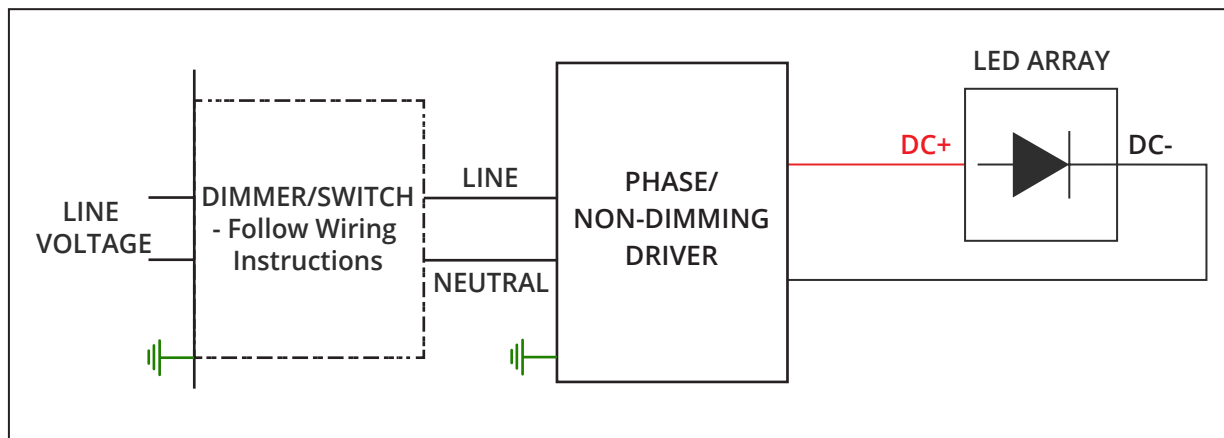 LED ARRAY
LINE
VOLTAGE
DIMMER/SWITCH
- Follow Wiring
Instructions
LINE
NEUTRAL
PHASE/
NON-DIMMING
DRIVER
DC+
DC-